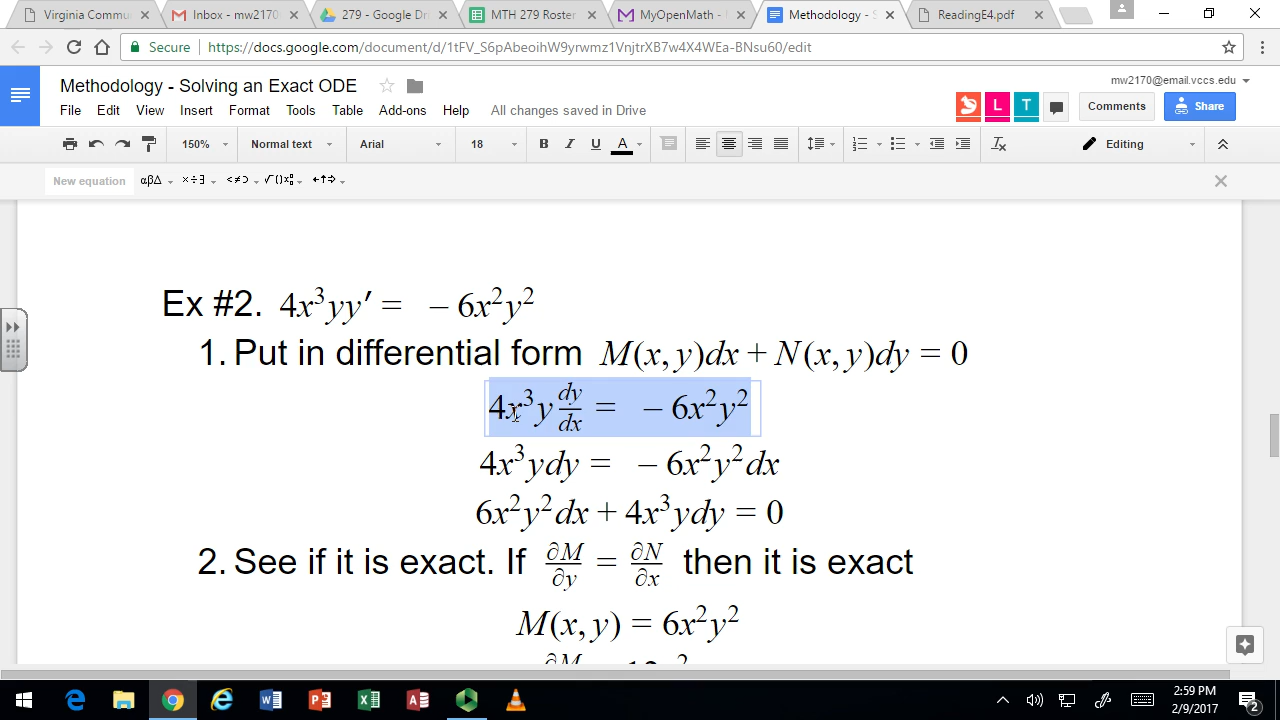 Virginia Commu
Inbox - mw2170
279 - Google Dri
MTH 279 Roster
MyOpenMath -
Methodology - S
ReadingE4.pdf
Secure
https://docs.google.com/document/d/1tFV_S6pAbeoihW9yrwmz1VnjtrXB7w4X4WEa-BNsu60/edit
Methodology - Solving an Exact ODE
mw2170@email.vccs.edu
File Edit View Insert Format Tools Table Add-ons Help All changes saved in Drive
L T Comments Share
150% Normal text Arial 18 B I U A Editing
New equation αβΔ ×÷∃ <≠⊃ √()
Ex #2. 4x³yy′ = − 6x²y²
1. Put in differential form M(x, y)dx + N(x, y)dy = 0
4x³y dy/dx = − 6x²y²
4x³ydy = − 6x²y²dx
6x²y²dx + 4x³ydy = 0
2. See if it is exact. If ∂M/∂y = ∂N/∂x then it is exact
M(x, y) = 6x²y²
2:59 PM
2/9/2017
2